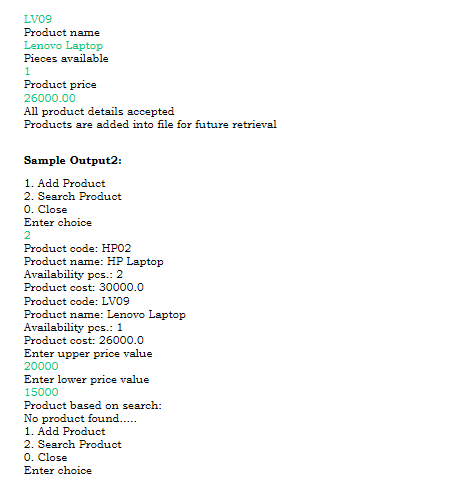 LV09
Product name
Lenovo Laptop
Pieces available
1
Product price
26000.00
All product details accepted
Products are added into file for future retrieval
Sample Output2:
1. Add Product
2. Search Product
0. Close
Enter choice
2
Product code: HP02
Product name: HP Laptop
Availability pcs.: 2
Product cost: 30000.0
Product code: LV09
Product name: Lenovo Laptop
Availability pcs.: 1
Product cost: 26000.0
Enter upper price value
20000
Enter lower price value
15000
Product based on search:
No product found.....
1. Add Product
2. Search Product
0. Close
Enter choice